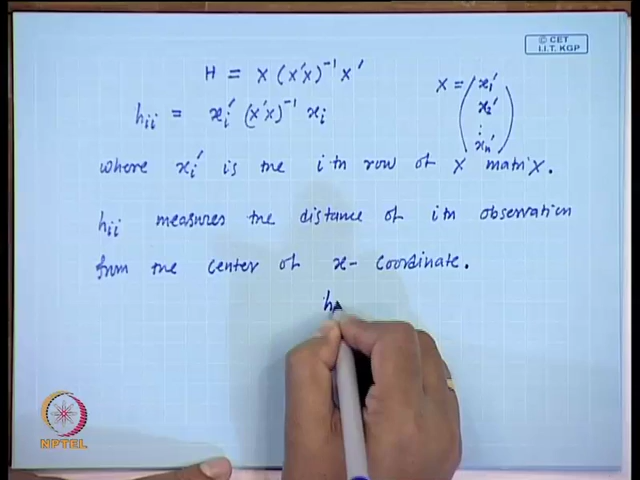 © CET
I.I.T. KGP
H = X (X'X)⁻¹ X'
X = (x₁'
x₂'
⋮
xₙ')
hᵢᵢ = xᵢ' (X'X)⁻¹ xᵢ
where xᵢ' is the i th row of X matrix.
hᵢᵢ measures the distance of ith observation
from the center of x- coordinate.
h
NPTEL